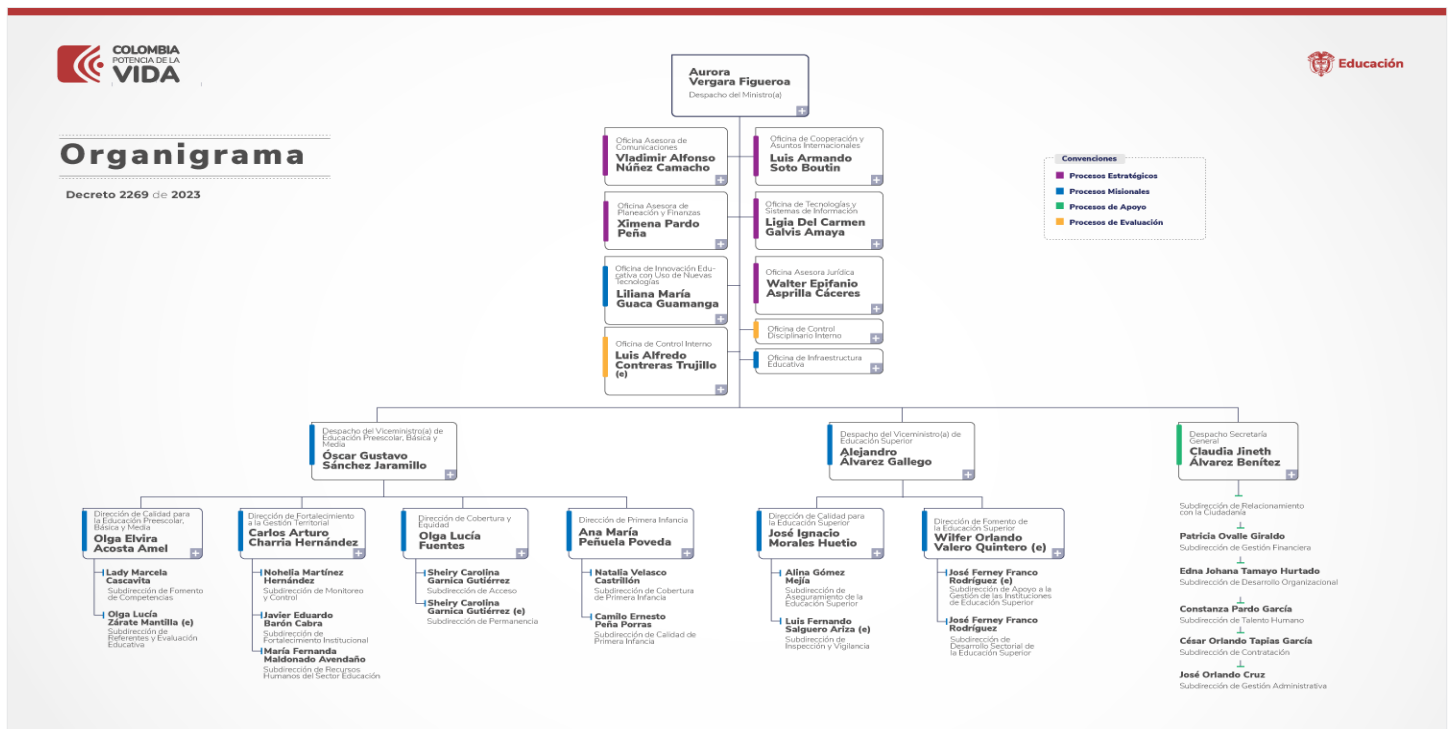 COLOMBIA
POTENCIA DE LA
VIDA
Educación
Organigrama
Decreto 2269 de 2023
Aurora
Vergara Figueroa
Despacho del Ministro(a)
Oficina Asesora de
Comunicaciones
Vladimir Alfonso
Núñez Camacho
Oficina de Cooperación y
Asuntos Internacionales
Luis Armando
Soto Boutin
Convenciones
Procesos Estratégicos
Procesos Misionales
Procesos de Apoyo
Procesos de Evaluación
Oficina Asesora de
Planeación y Finanzas
Ximena Pardo
Peña
Oficina de Tecnologías y
Sistemas de Información
Ligia Del Carmen
Galvis Amaya
Oficina de Innovación Edu-
cativa con Uso de Nuevas
Tecnologías
Liliana María
Guaca Guamanga
Oficina Asesora Jurídica
Walter Epifanio
Asprilla Cáceres
Oficina de Control Interno
Luis Alfredo
Contreras Trujillo
(e)
Oficina de Control
Disciplinario Interno
Oficina de Infraestructura
Educativa
Despacho del Viceministro(a) de
Educación Preescolar, Básica y
Media
Óscar Gustavo
Sánchez Jaramillo
Despacho del Viceministro(a) de
Educación Superior
Alejandro
Álvarez Gallego
Despacho Secretaría
General
Claudia Jineth
Álvarez Benítez
Dirección de Calidad para
la Educación Preescolar,
Básica y Media
Olga Elvira
Acosta Amel
Lady Marcela
Cascavita
Subdirección de Fomento
de Competencias
Olga Lucía
Zárate Mantilla (e)
Subdirección de
Referentes y Evaluación
Educativa
Dirección de Fortalecimiento
a la Gestión Territorial
Carlos Arturo
Charria Hernández
Nohelia Martínez
Hernández
Subdirección de Monitoreo
y Control
Javier Eduardo
Barón Cabra
Subdirección de
Fortalecimiento Institucional
María Fernanda
Maldonado Avendaño
Subdirección de Recursos
Humanos del Sector Educación
Dirección de Cobertura y
Equidad
Olga Lucía
Fuentes
Sheiry Carolina
Garnica Gutiérrez
Subdirección de Acceso
Sheiry Carolina
Garnica Gutiérrez (e)
Subdirección de Permanencia
Dirección de Primera Infancia
Ana María
Peñuela Poveda
Natalia Velasco
Castrillón
Subdirección de Cobertura
de Primera Infancia
Camilo Ernesto
Peña Porras
Subdirección de Calidad de
Primera Infancia
Dirección de Calidad para
la Educación Superior
José Ignacio
Morales Huetio
Alina Gómez
Mejía
Subdirección de
Aseguramiento de la
Educación Superior
Luis Fernando
Salguero Ariza (e)
Subdirección de
Inspección y Vigilancia
Dirección de Fomento de
la Educación Superior
Wilfer Orlando
Valero Quintero (e)
José Ferney Franco
Rodríguez (e)
Subdirección de Apoyo a la
Gestión de las Instituciones
de Educación Superior
José Ferney Franco
Rodríguez
Subdirección de
Desarrollo Sectorial de
la Educación Superior
Subdirección de Relacionamiento
con la Ciudadanía
Patricia Ovalle Giraldo
Subdirección de Gestión Financiera
Edna Johana Tamayo Hurtado
Subdirección de Desarrollo Organizacional
Constanza Pardo García
Subdirección de Talento Humano
César Orlando Tapias García
Subdirección de Contratación
José Orlando Cruz
Subdirección de Gestión Administrativa